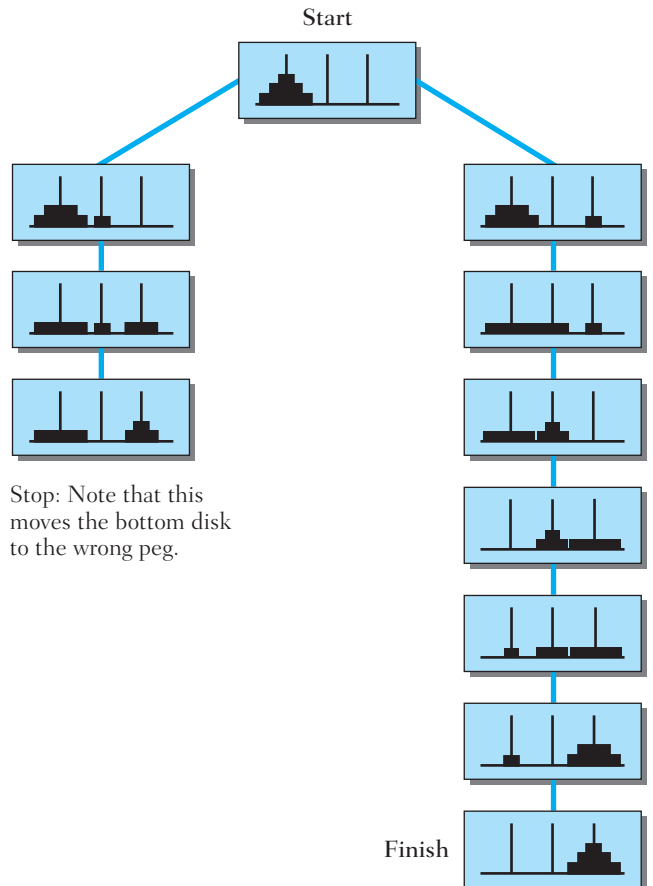 Start
Stop: Note that this
moves the bottom disk
to the wrong peg.
Finish